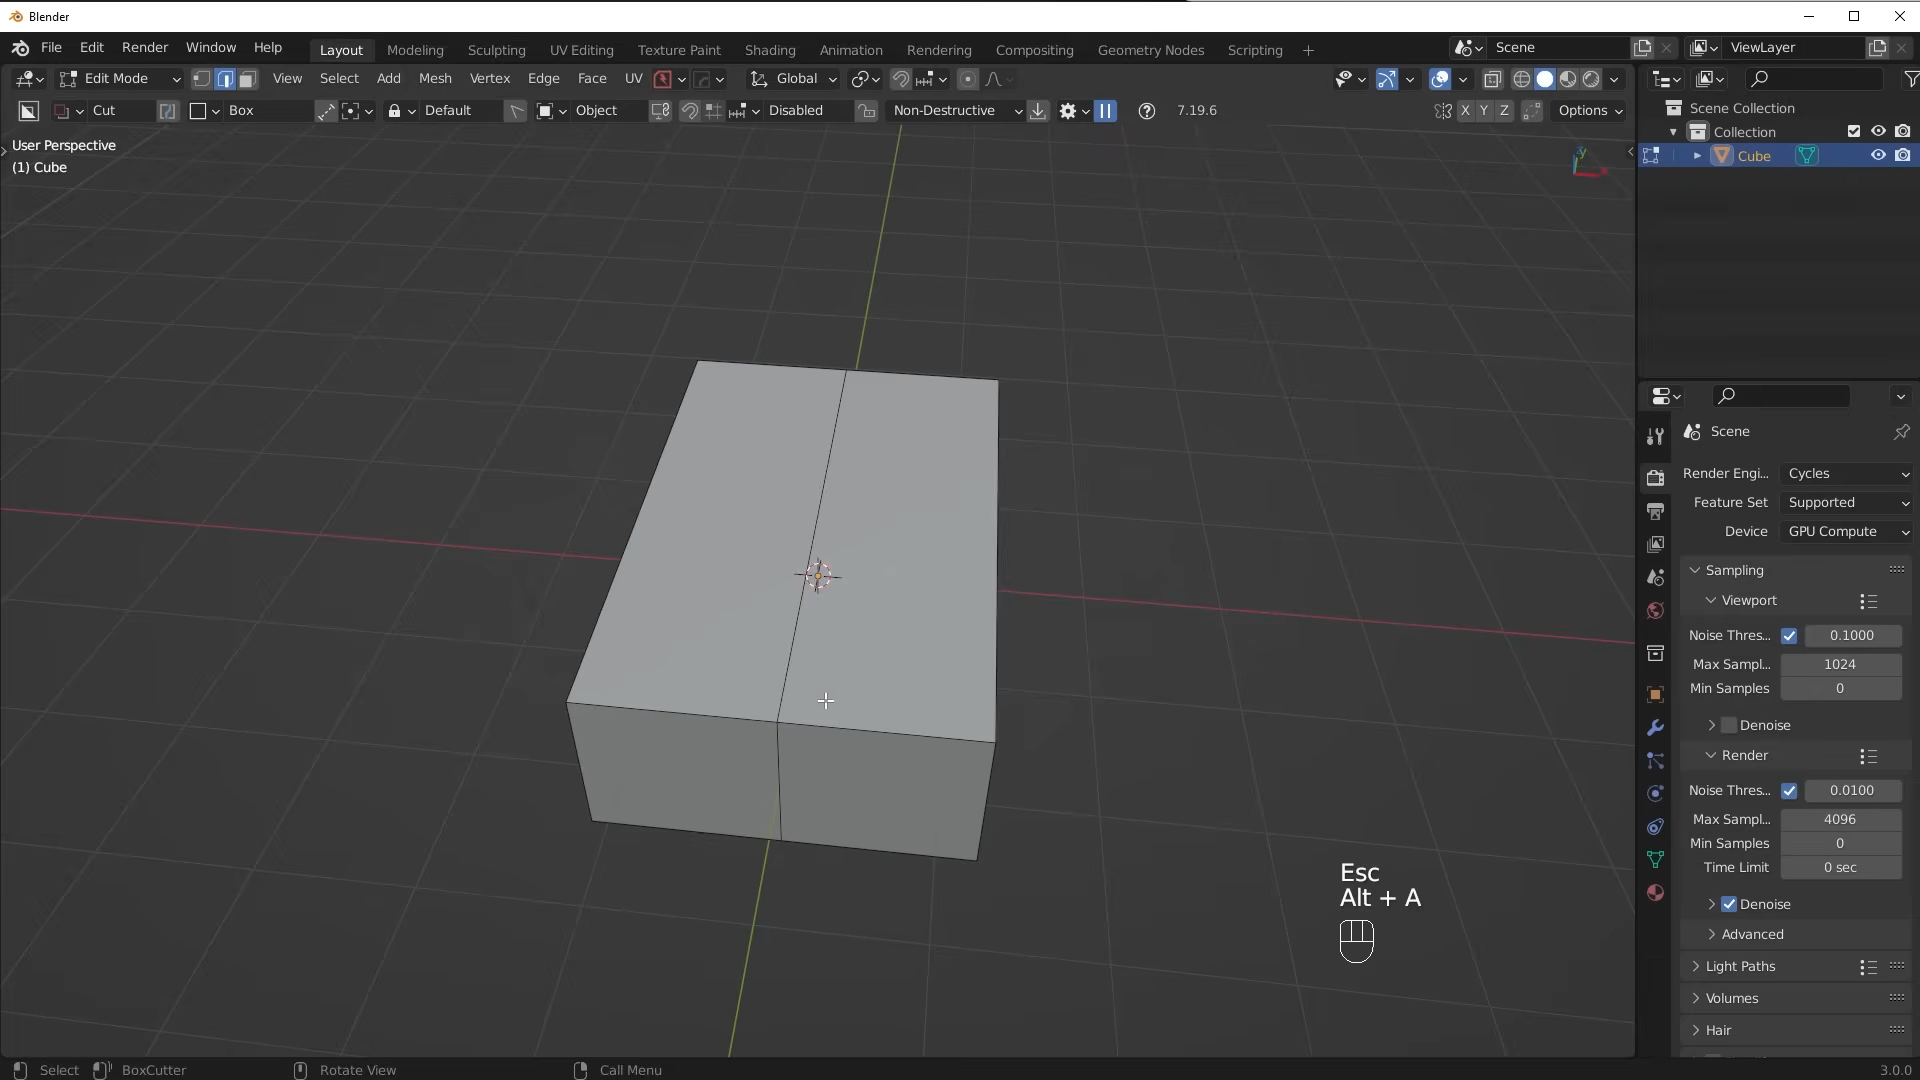 Blender
File Edit Render Window Help Layout Modeling Sculpting UV Editing Texture Paint Shading Animation Rendering Compositing Geometry Nodes Scripting + Scene ViewLayer
Edit Mode View Select Add Mesh Vertex Edge Face UV Global
Cut Box Default Object Disabled Non-Destructive 7.19.6 X Y Z Options
User Perspective
(1) Cube
Scene Collection
Collection
Cube
Scene
Render Engi... Cycles
Feature Set Supported
Device GPU Compute
Sampling
Viewport
Noise Thres... 0.1000
Max Sampl... 1024
Min Samples 0
Denoise
Render
Noise Thres... 0.0100
Max Sampl... 4096
Min Samples 0
Time Limit 0 sec
Denoise
Advanced
Light Paths
Volumes
Hair
Esc
Alt + A
Select BoxCutter Rotate View Call Menu 3.0.0